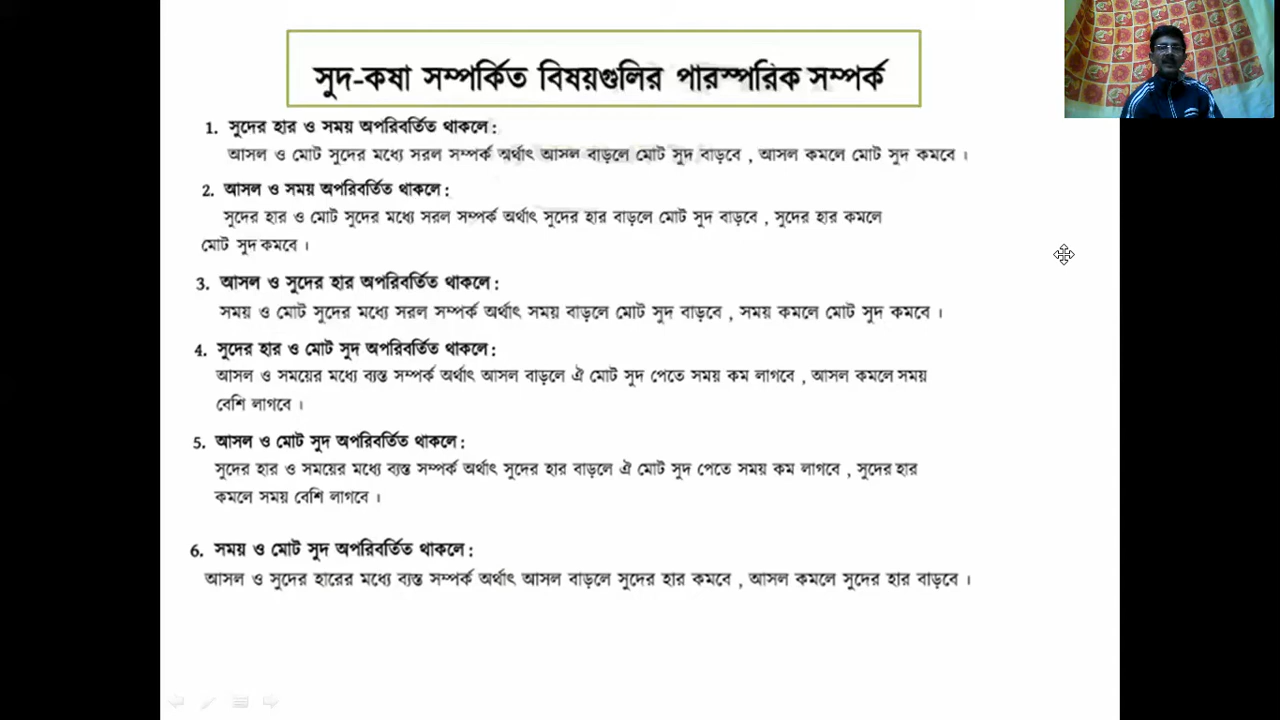 সুদ-কষা সম্পর্কিত বিষয়গুলির পারস্পরিক সম্পর্ক
1. সুদের হার ও সময় অপরিবর্তিত থাকলে:
আসল ও মোট সুদের মধ্যে সরল সম্পর্ক অর্থাৎ আসল বাড়লে মোট সুদ বাড়বে , আসল কমলে মোট সুদ কমবে ।
2. আসল ও সময় অপরিবর্তিত থাকলে:
সুদের হার ও মোট সুদের মধ্যে সরল সম্পর্ক অর্থাৎ সুদের হার বাড়লে মোট সুদ বাড়বে , সুদের হার কমলে
মোট সুদ কমবে ।
3. আসল ও সুদের হার অপরিবর্তিত থাকলে:
সময় ও মোট সুদের মধ্যে সরল সম্পর্ক অর্থাৎ সময় বাড়লে মোট সুদ বাড়বে , সময় কমলে মোট সুদ কমবে ।
4. সুদের হার ও মোট সুদ অপরিবর্তিত থাকলে:
আসল ও সময়ের মধ্যে ব্যস্ত সম্পর্ক অর্থাৎ আসল বাড়লে ঐ মোট সুদ পেতে সময় কম লাগবে , আসল কমলে সময়
বেশি লাগবে ।
5. আসল ও মোট সুদ অপরিবর্তিত থাকলে:
সুদের হার ও সময়ের মধ্যে ব্যস্ত সম্পর্ক অর্থাৎ সুদের হার বাড়লে ঐ মোট সুদ পেতে সময় কম লাগবে , সুদের হার
কমলে সময় বেশি লাগবে ।
6. সময় ও মোট সুদ অপরিবর্তিত থাকলে:
আসল ও সুদের হারের মধ্যে ব্যস্ত সম্পর্ক অর্থাৎ আসল বাড়লে সুদের হার কমবে , আসল কমলে সুদের হার বাড়বে ।